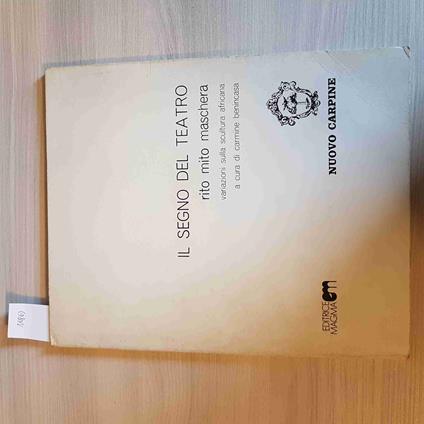 IL SEGNO DEL TEATRO
rito mito maschera
variazioni sulla scultura africana
a cura di carmine benincasa
NUOVO CARPINE
EDITRICE
MAGMA